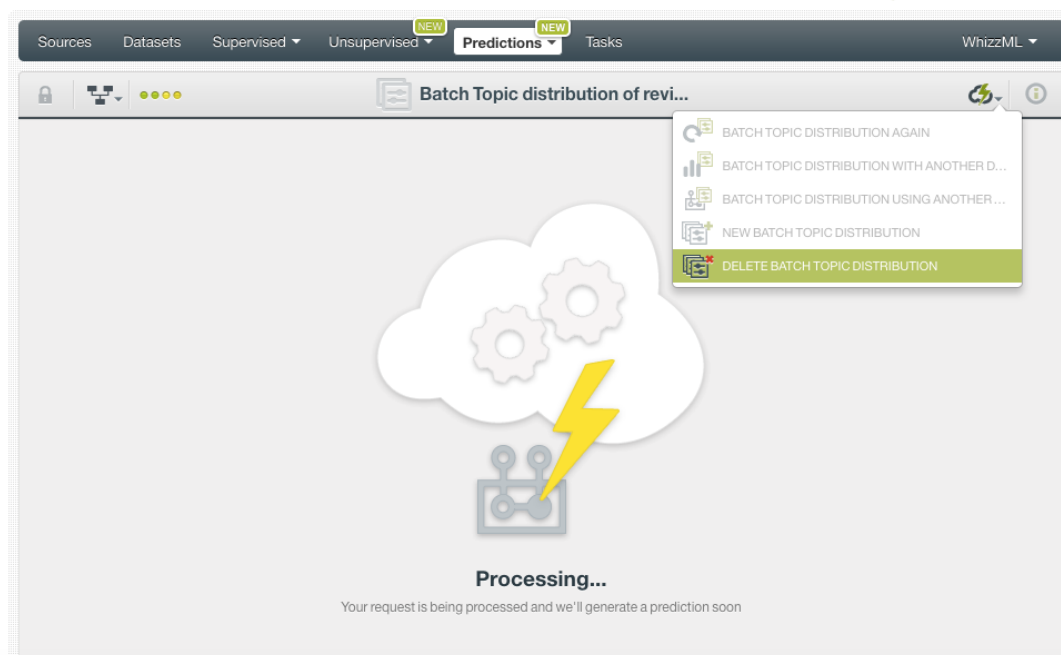 NEW
NEW
Sources Datasets Supervised Unsupervised Predictions Tasks WhizzML
Batch Topic distribution of revi...
BATCH TOPIC DISTRIBUTION AGAIN
BATCH TOPIC DISTRIBUTION WITH ANOTHER D...
BATCH TOPIC DISTRIBUTION USING ANOTHER ...
NEW BATCH TOPIC DISTRIBUTION
DELETE BATCH TOPIC DISTRIBUTION
Processing...
Your request is being processed and we'll generate a prediction soon